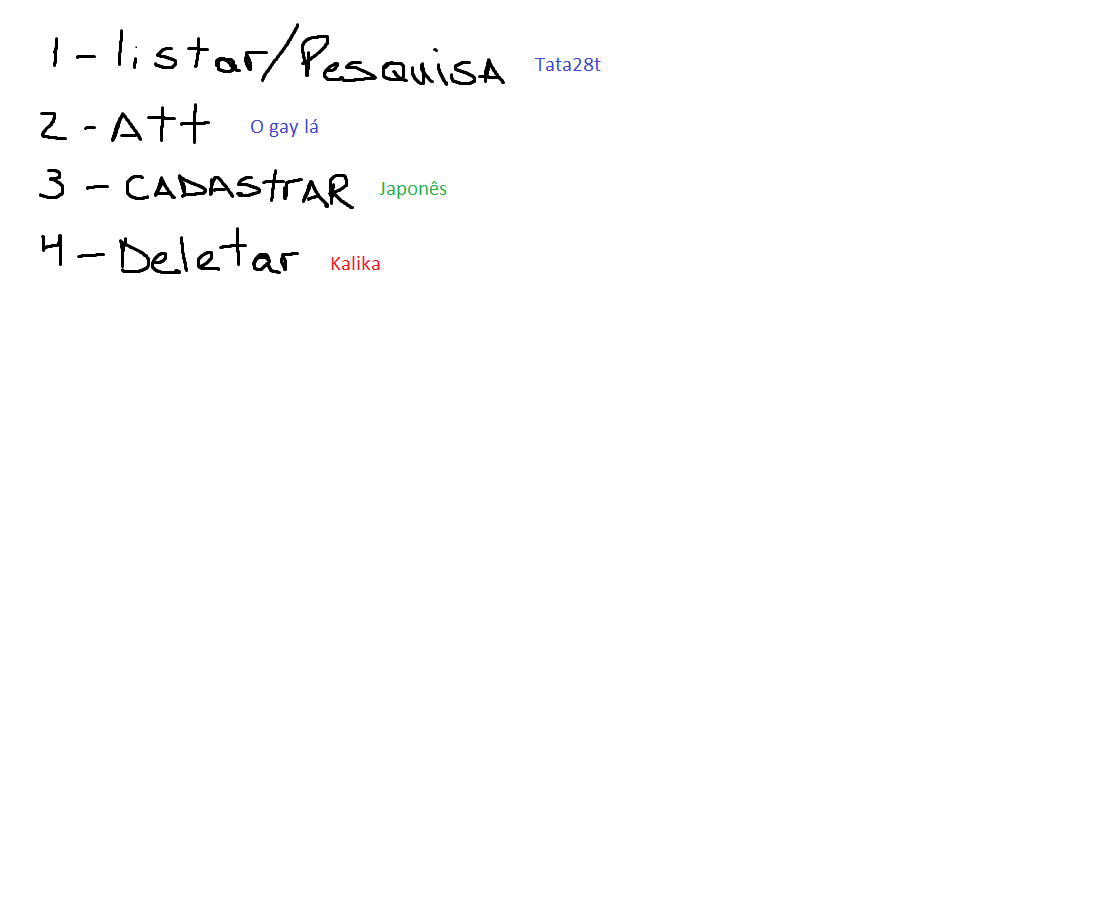 1 - listar/Pesquisa Tata28t
2 - Att O gay lá
3 - CADAStrAR Japonês
4 - Deletar Kalika